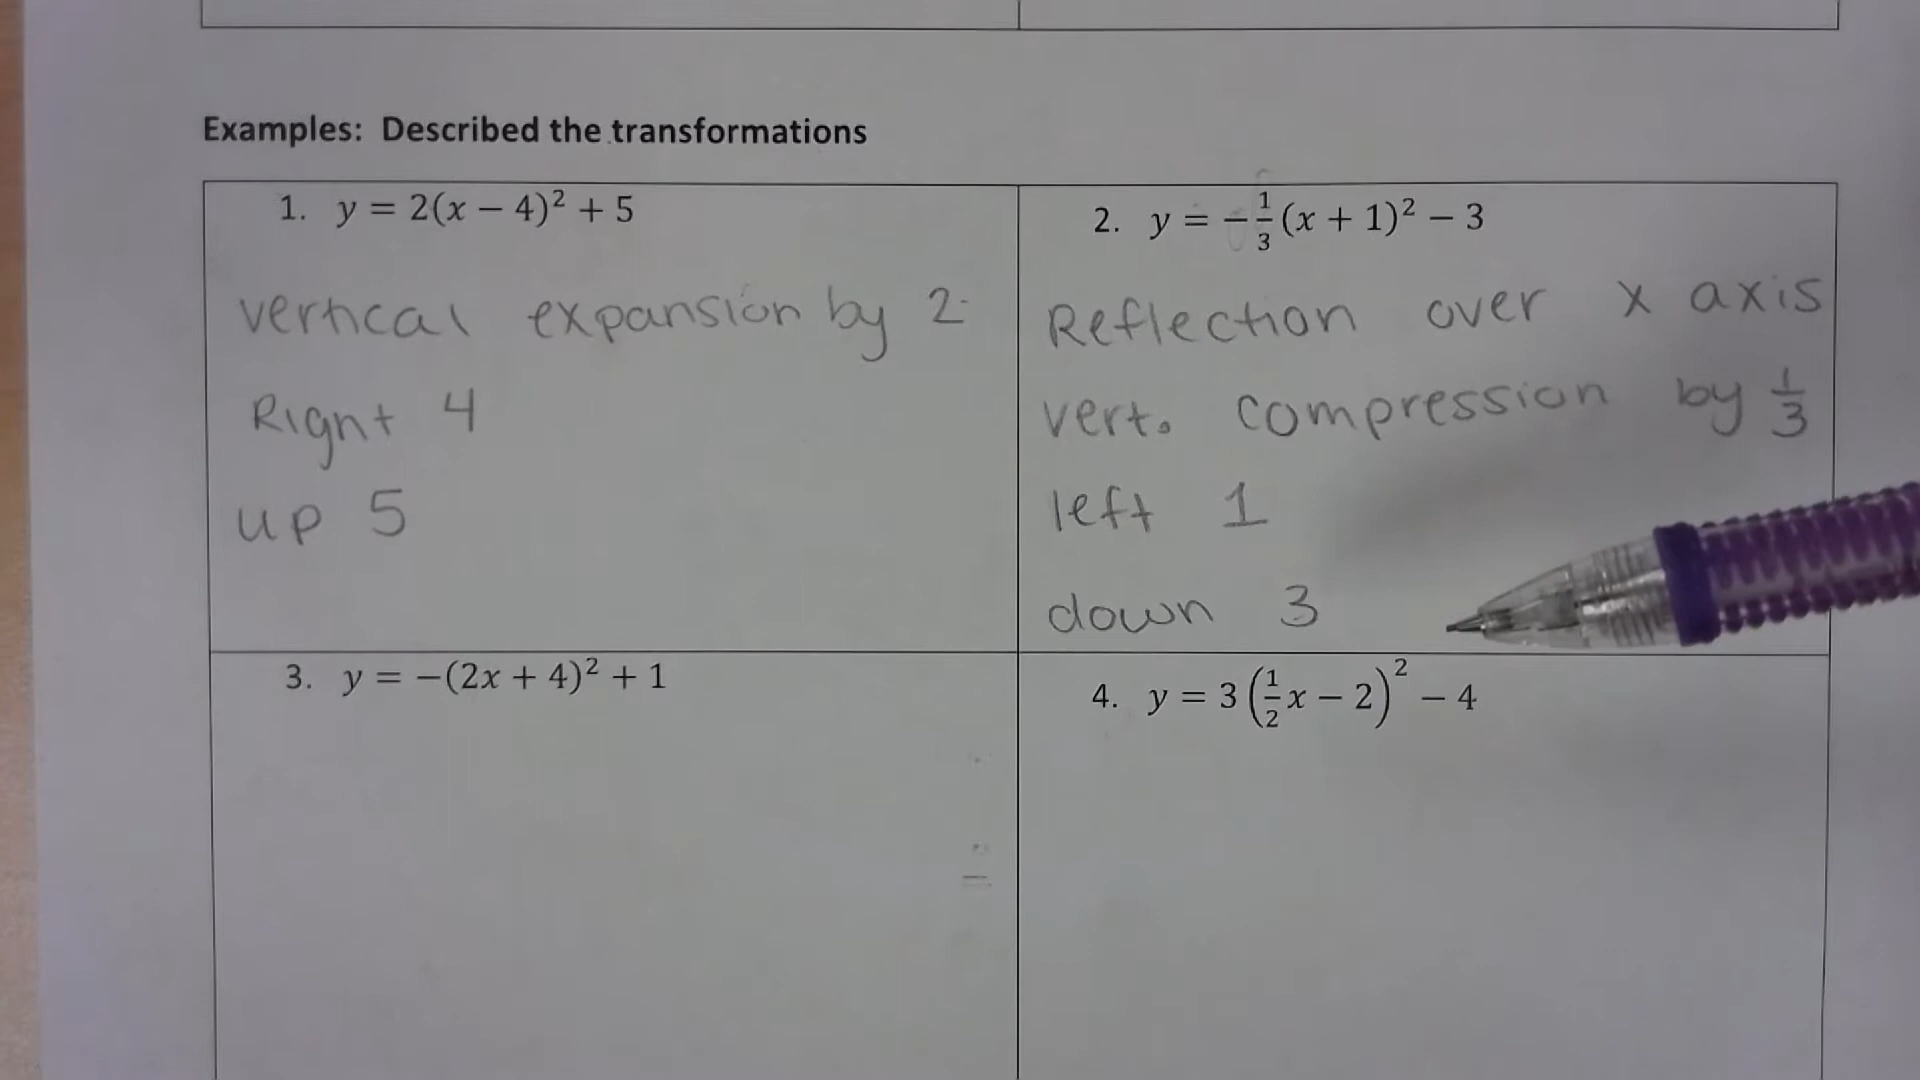 Examples: Described the transformations
1. y = 2(x − 4)² + 5
vertical expansion by 2
Right 4
up 5
2. y = −1/3(x + 1)² − 3
Reflection over x axis
vert. compression by 1/3
left 1
down 3
3. y = −(2x + 4)² + 1
4. y = 3(1/2x − 2)² − 4